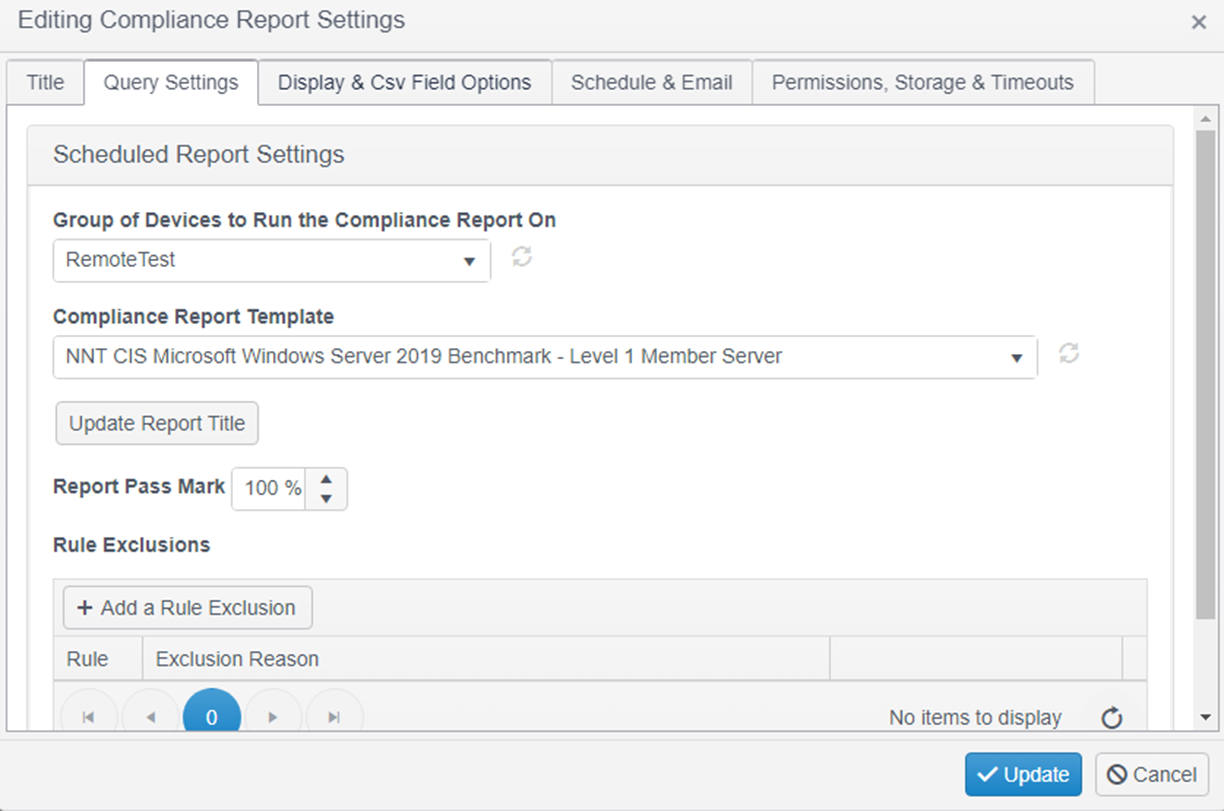 Editing Compliance Report Settings
Title
Query Settings
Display & Csv Field Options
Schedule & Email
Permissions, Storage & Timeouts
Scheduled Report Settings
Group of Devices to Run the Compliance Report On
RemoteTest
Compliance Report Template
NNT CIS Microsoft Windows Server 2019 Benchmark - Level 1 Member Server
Update Report Title
Report Pass Mark 100 %
Rule Exclusions
+ Add a Rule Exclusion
Rule Exclusion Reason
0 No items to display
Update Cancel